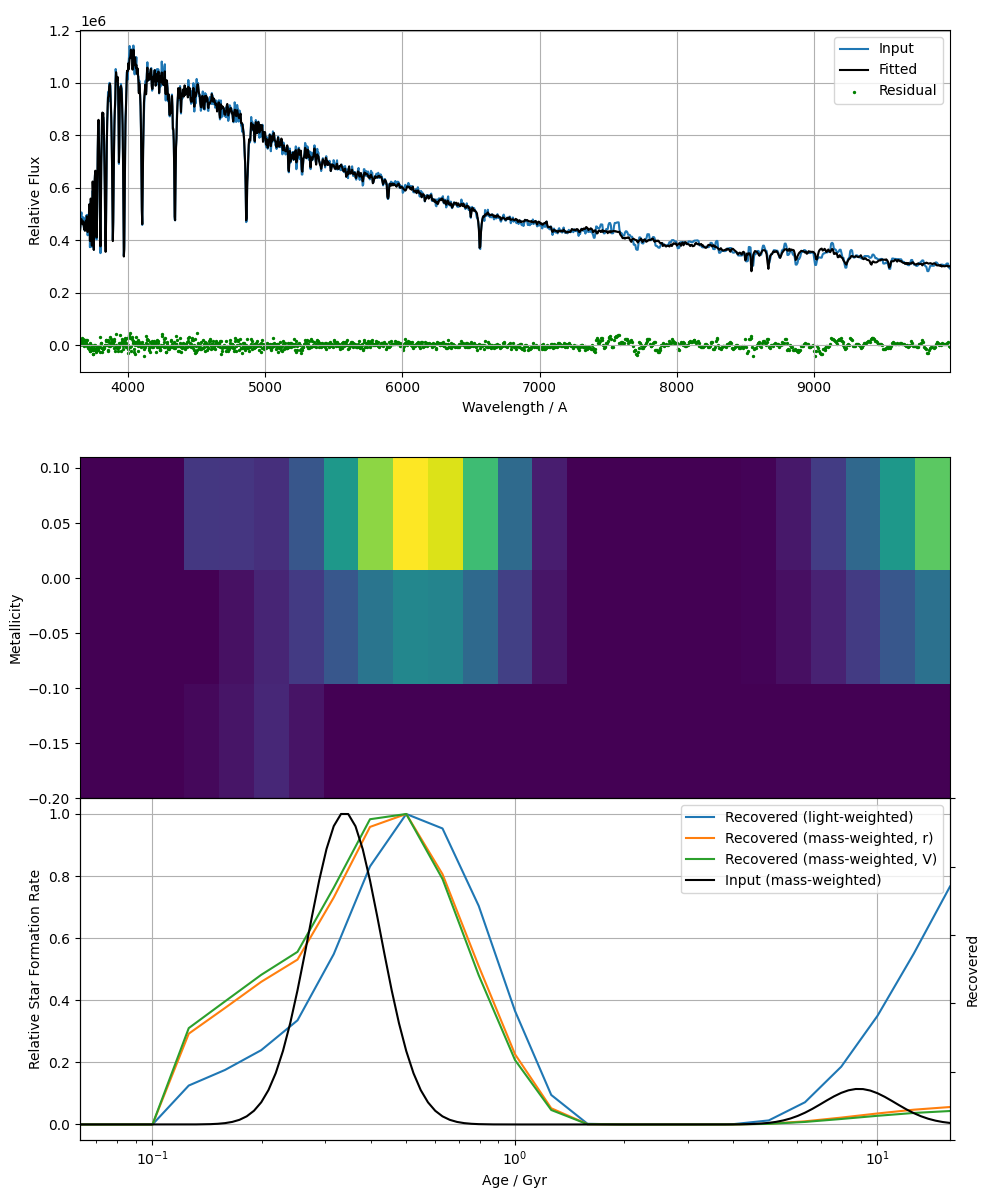 1e6
1.2
1.0
0.8
0.6
0.4
0.2
0.0
Relative Flux
Input
Fitted
Residual
4000 5000 6000 7000 8000 9000
Wavelength / A
0.10
0.05
0.00
−0.05
−0.10
−0.15
−0.20
Metallicity
1.0
0.8
0.6
0.4
0.2
0.0
Relative Star Formation Rate
Recovered (light-weighted)
Recovered (mass-weighted, r)
Recovered (mass-weighted, V)
Input (mass-weighted)
Recovered
10⁻¹ 10⁰ 10¹
Age / Gyr